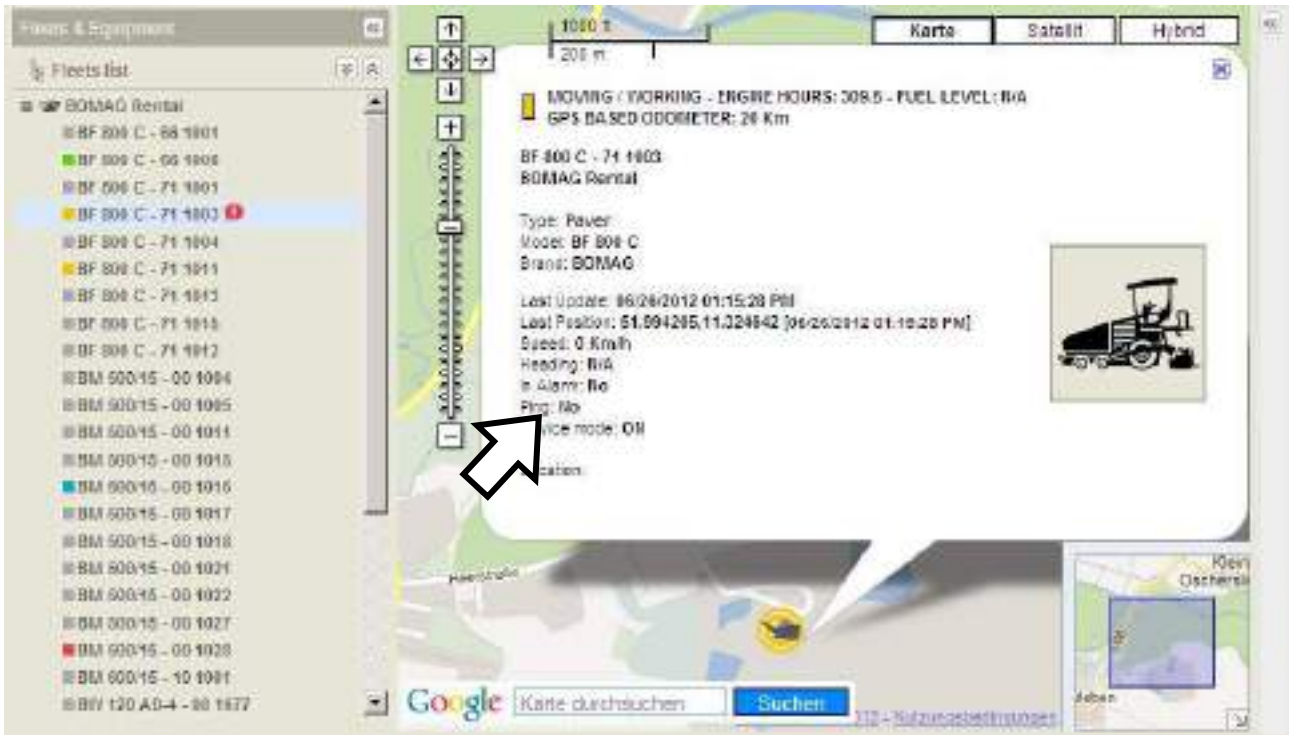 Fleets & Equipment
Fleets list
BOMAG Rental
BF 800 C - 66 1001
BF 800 C - 66 1006
BF 800 C - 71 1001
BF 800 C - 71 1003
BF 800 C - 71 1004
BF 800 C - 71 1011
BF 800 C - 71 1013
BF 800 C - 71 1015
BF 800 C - 71 1012
BM 500/15 - 00 1004
BM 500/15 - 00 1005
BM 500/15 - 00 1011
BM 500/15 - 00 1015
BM 600/15 - 00 1016
BM 600/15 - 00 1017
BM 500/15 - 00 1018
BM 500/15 - 00 1021
BM 500/15 - 00 1022
BM 500/15 - 00 1027
BM 600/15 - 00 1028
BM 600/15 - 10 1001
BW 120 AD-4 - 00 1677
1000 ft
200 m
Karte
Satellit
Hybrid
MOVING / WORKING - ENGINE HOURS: 309.5 - FUEL LEVEL: N/A
GPS BASED ODOMETER: 20 Km
BF 800 C - 71 1003
BOMAG Rental
Type: Paver
Model: BF 800 C
Brand: BOMAG
Last Update: 06/26/2012 01:15:28 PM
Last Position: [06/26/2012 01:15:28 PM]
Speed: 0 Km/h
Heading: N/A
In Alarm: No
Ping: No
vice mode: ON
cation:
Klein
Oschersl
Google
Karte durchsuchen
Suchen
Nutzungsbedingungen